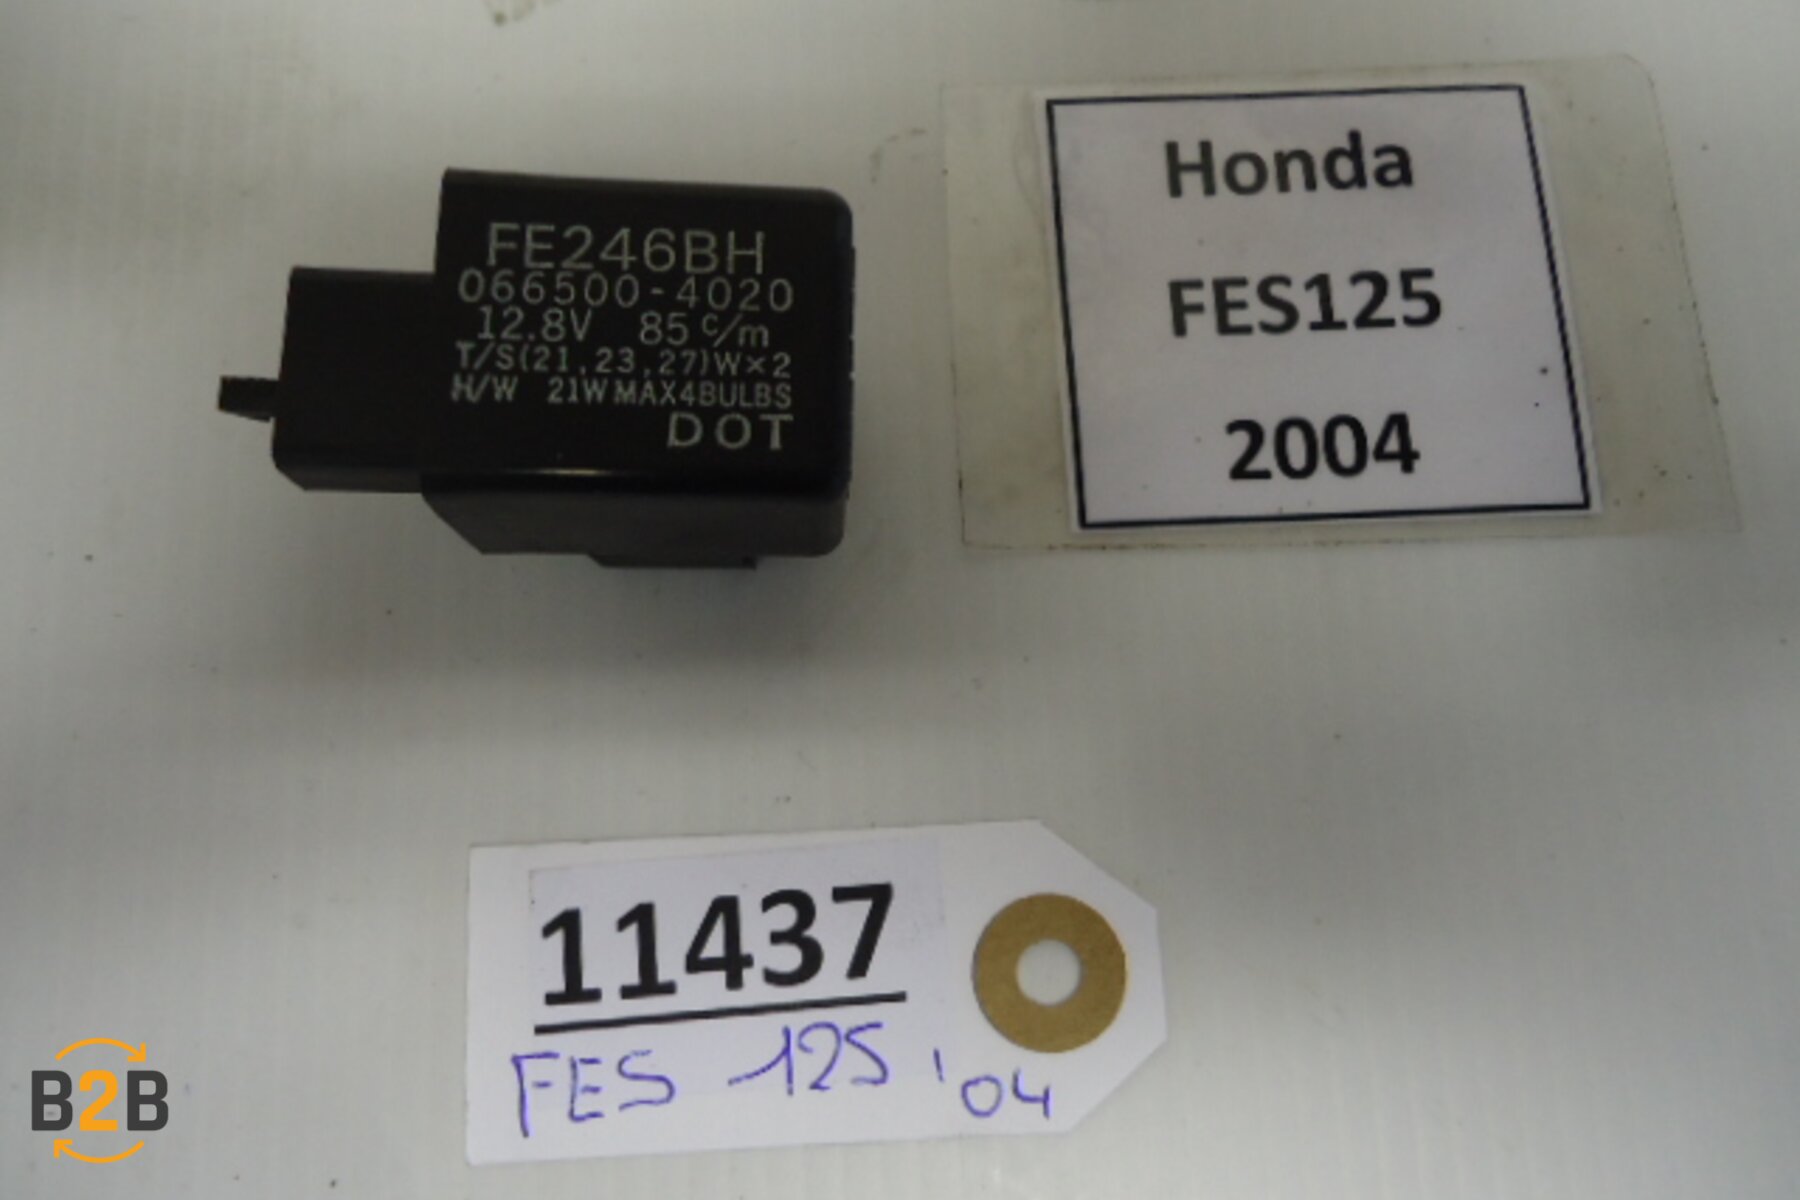 FE246BH
066500-4020
12.8V 85 c/m
T/S(21,23,27)W×2
H/W 21W MAX4BULBS
DOT
Honda
FES125
2004
11437
FES 125 '04
B2B